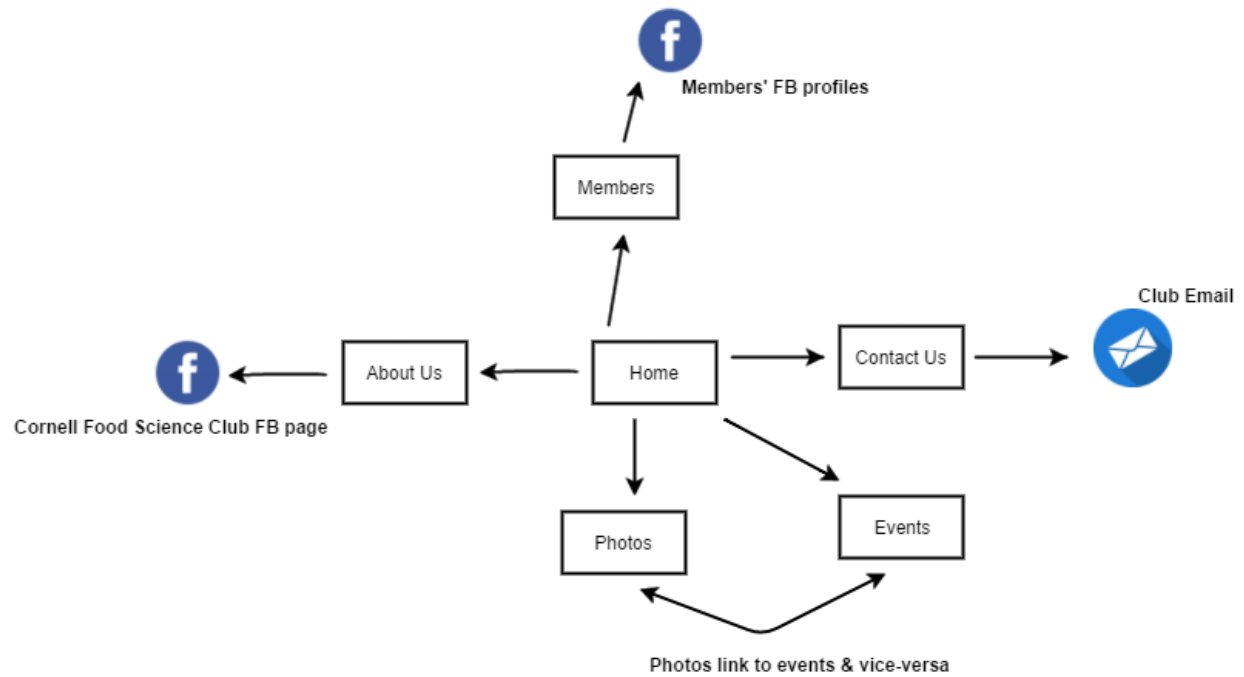 Members' FB profiles
Members
Club Email
About Us
Home
Contact Us
Cornell Food Science Club FB page
Photos
Events
Photos link to events & vice-versa